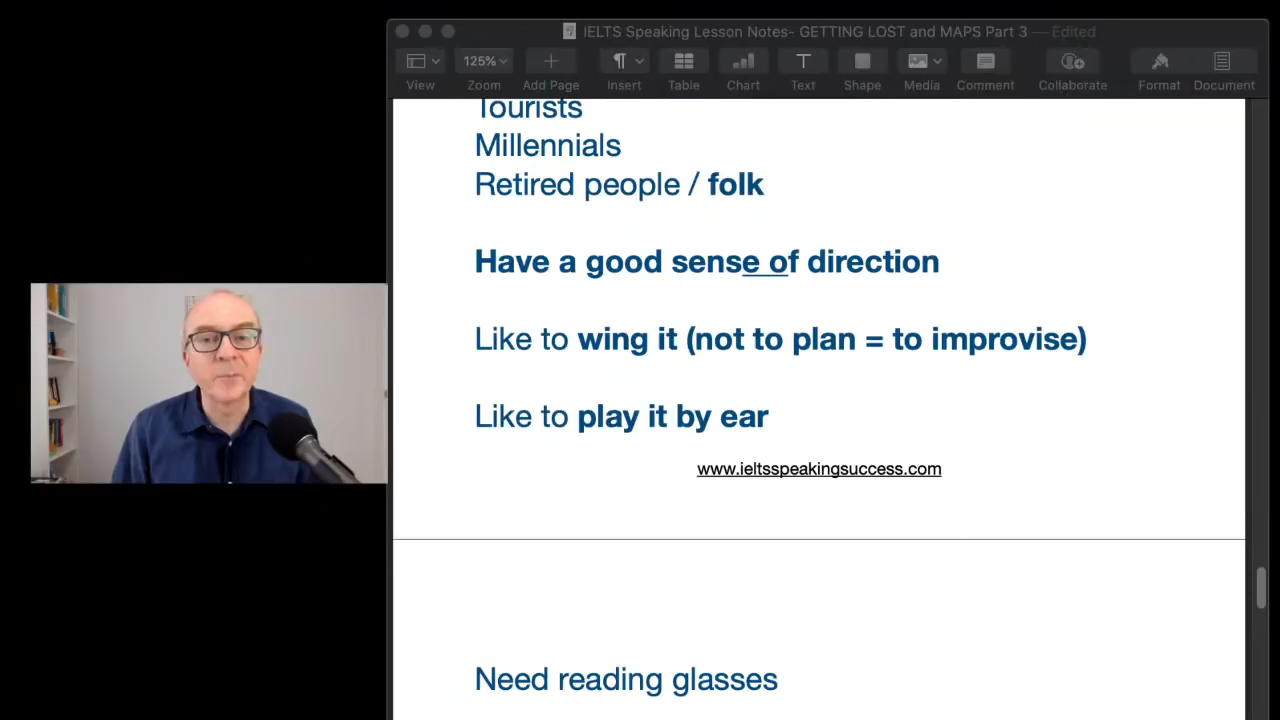 IELTS Speaking Lesson Notes- GETTING LOST and MAPS Part 3 — Edited
125%
View Zoom Add Page Insert Table Chart Text Shape Media Comment Collaborate Format Document
Tourists
Millennials
Retired people / folk
Have a good sense of direction
Like to wing it (not to plan = to improvise)
Like to play it by ear
www.ieltsspeakingsuccess.com
Need reading glasses